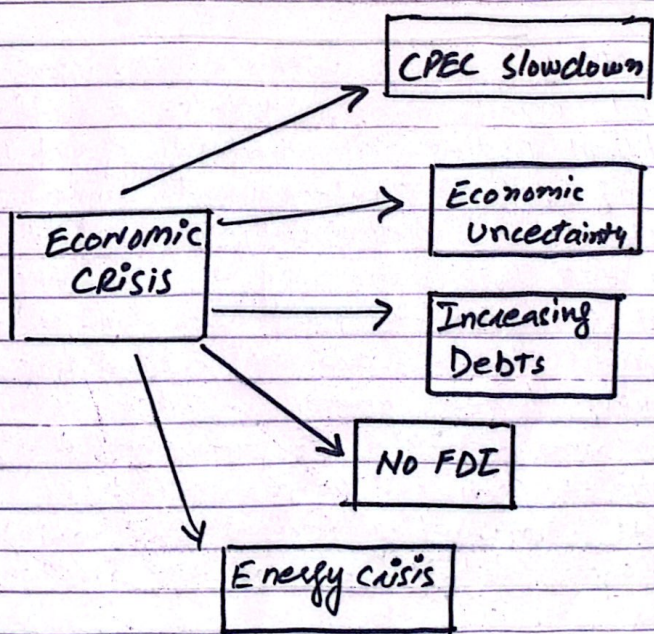 CPEC slowdown
Economic
uncertainty
ECONOMIC
CRISIS
Increasing
Debts
No FDI
Energy crisis